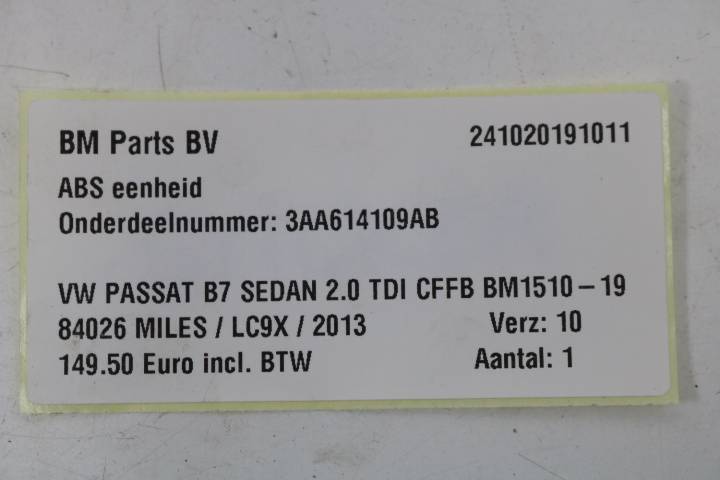 BM Parts BV 241020191011
ABS eenheid
Onderdeelnummer: 3AA614109AB
VW PASSAT B7 SEDAN 2.0 TDI CFFB BM1510-19
84026 MILES / LC9X / 2013 Verz: 10
149.50 Euro incl. BTW Aantal: 1